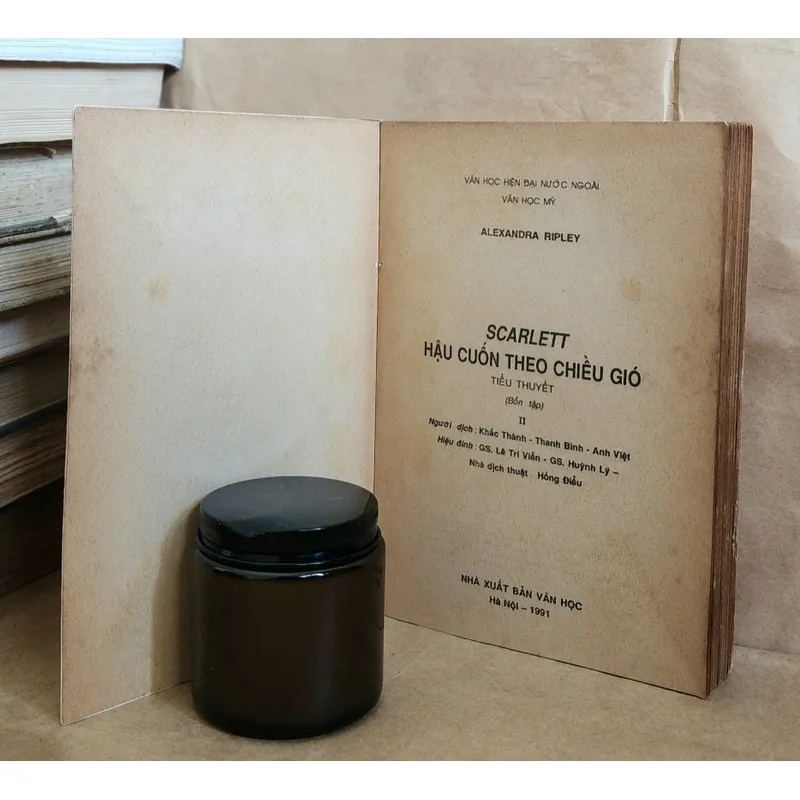 VĂN HỌC HIỆN ĐẠI NƯỚC NGOÀI
VĂN HỌC MỸ
ALEXANDRA RIPLEY
SCARLETT
HẬU CUỐN THEO CHIỀU GIÓ
TIỂU THUYẾT
(Bốn tập)
II
Người dịch : Khắc Thành - Thanh Bình - Anh Việt
Hiệu đính : GS. Lê Trí Viễn - GS. Huỳnh Lý –
Nhà dịch thuật Hồng Điểu
NHÀ XUẤT BẢN VĂN HỌC
Hà Nội – 1991